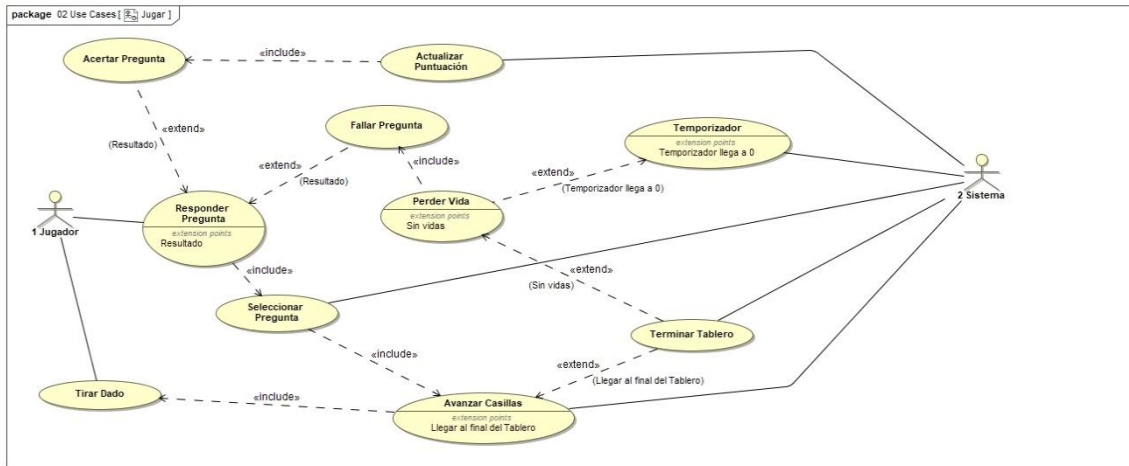 package 02 Use Cases [ Jugar ]
Acertar Pregunta
«include»
Actualizar
Puntuación
«extend»
(Resultado)
Fallar Pregunta
«extend»
(Resultado)
«include»
Temporizador
extension points
Temporizador llega a 0
«extend»
(Temporizador llega a 0)
Perder Vida
extension points
Sin vidas
1 Jugador
Responder
Pregunta
extension points
Resultado
2 Sistema
«include»
«extend»
(Sin vidas)
Seleccionar
Pregunta
Terminar Tablero
«include»
«extend»
(Llegar al final del Tablero)
Tirar Dado
«include»
Avanzar Casillas
extension points
Llegar al final del Tablero